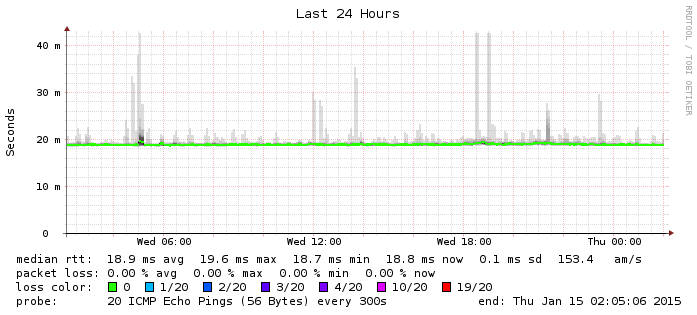 Last 24 Hours
RRDTOOL / TOBI OETIKER
Seconds
40 m
30 m
20 m
10 m
0
Wed 06:00 Wed 12:00 Wed 18:00 Thu 00:00
median rtt: 18.9 ms avg 19.6 ms max 18.7 ms min 18.8 ms now 0.1 ms sd 153.4 am/s
packet loss: 0.00 % avg 0.00 % max 0.00 % min 0.00 % now
loss color: 0 1/20 2/20 3/20 4/20 10/20 19/20
probe: 20 ICMP Echo Pings (56 Bytes) every 300s end: Thu Jan 15 02:05:06 2015